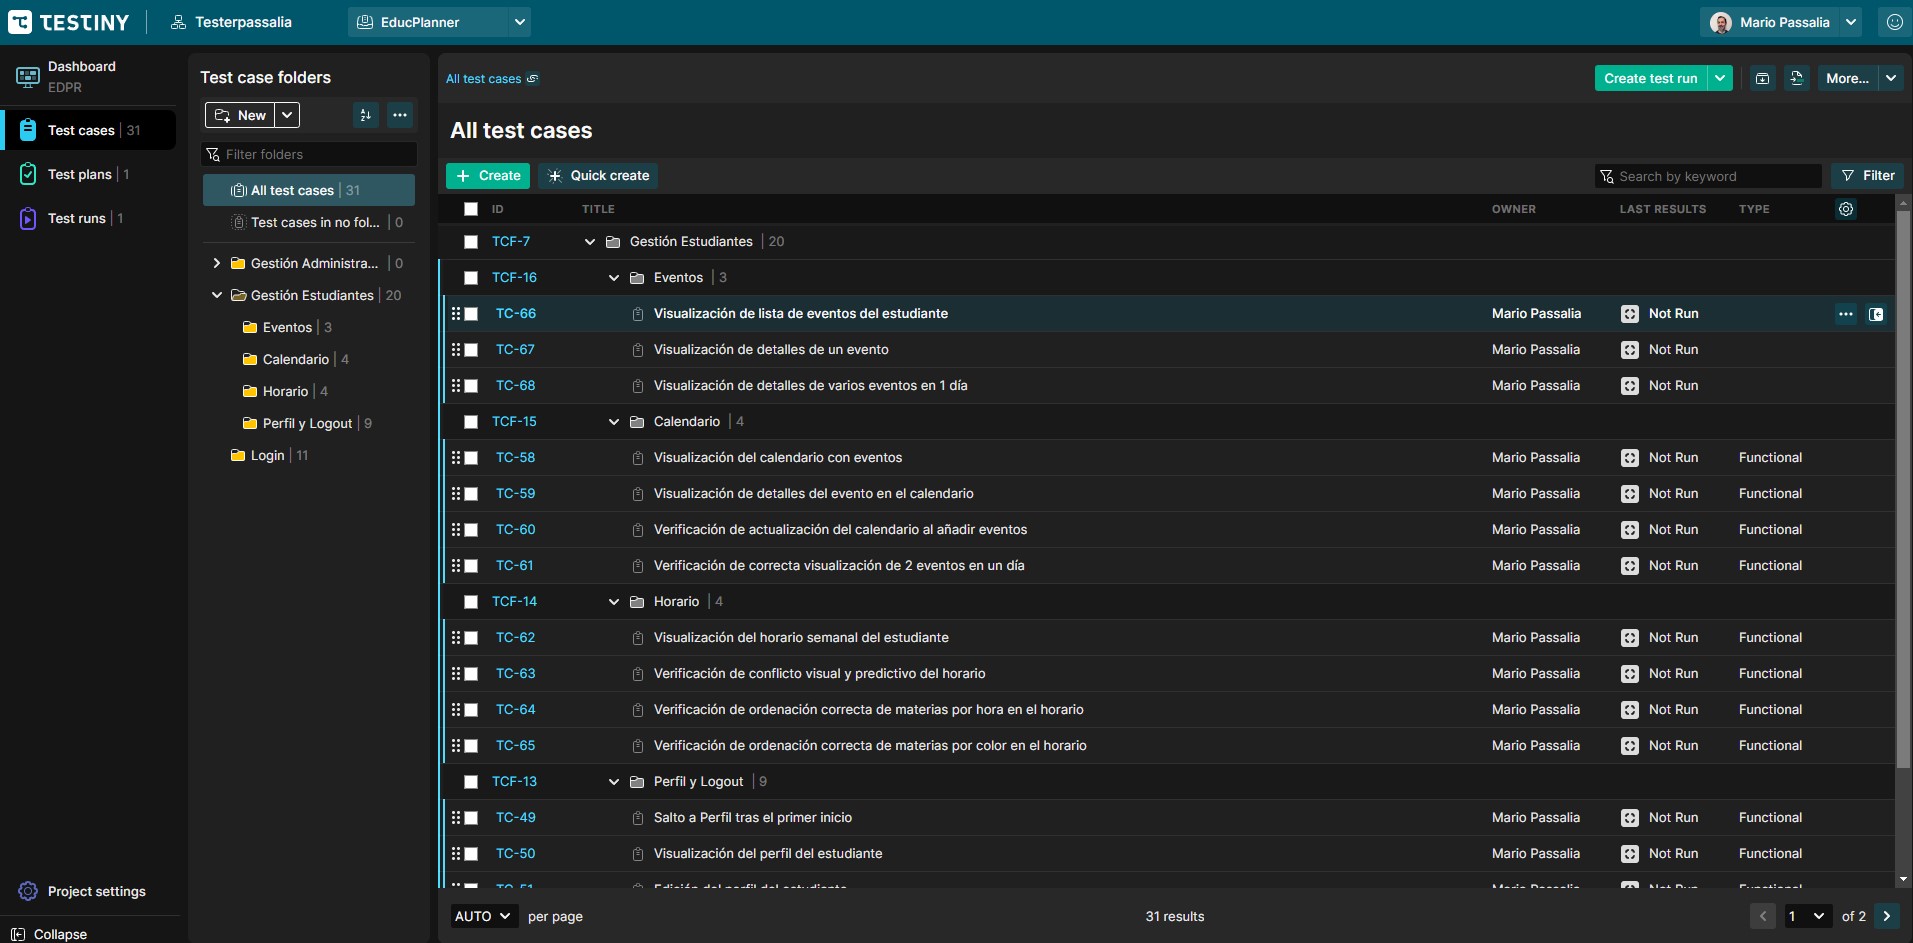 TESTINY
Testerpassalia
EducPlanner
Mario Passalia
Dashboard
EDPR
Test cases | 31
Test plans | 1
Test runs | 1
Project settings
Collapse
Test case folders
New
Filter folders
All test cases | 31
Test cases in no fol... | 0
Gestión Administra... | 0
Gestión Estudiantes | 20
Eventos | 3
Calendario | 4
Horario | 4
Perfil y Logout | 9
Login | 11
All test cases
Create test run
More...
All test cases
Create
Quick create
Search by keyword
Filter
ID TITLE OWNER LAST RESULTS TYPE
TCF-7 Gestión Estudiantes | 20
TCF-16 Eventos | 3
TC-66 Visualización de lista de eventos del estudiante Mario Passalia Not Run
TC-67 Visualización de detalles de un evento Mario Passalia Not Run
TC-68 Visualización de detalles de varios eventos en 1 día Mario Passalia Not Run
TCF-15 Calendario | 4
TC-58 Visualización del calendario con eventos Mario Passalia Not Run Functional
TC-59 Visualización de detalles del evento en el calendario Mario Passalia Not Run Functional
TC-60 Verificación de actualización del calendario al añadir eventos Mario Passalia Not Run Functional
TC-61 Verificación de correcta visualización de 2 eventos en un día Mario Passalia Not Run Functional
TCF-14 Horario | 4
TC-62 Visualización del horario semanal del estudiante Mario Passalia Not Run Functional
TC-63 Verificación de conflicto visual y predictivo del horario Mario Passalia Not Run Functional
TC-64 Verificación de ordenación correcta de materias por hora en el horario Mario Passalia Not Run Functional
TC-65 Verificación de ordenación correcta de materias por color en el horario Mario Passalia Not Run Functional
TCF-13 Perfil y Logout | 9
TC-49 Salto a Perfil tras el primer inicio Mario Passalia Not Run Functional
TC-50 Visualización del perfil del estudiante Mario Passalia Not Run Functional
TC-51 Edición del perfil del estudiante Mario Passalia Not Run Functional
AUTO per page
31 results
1 of 2